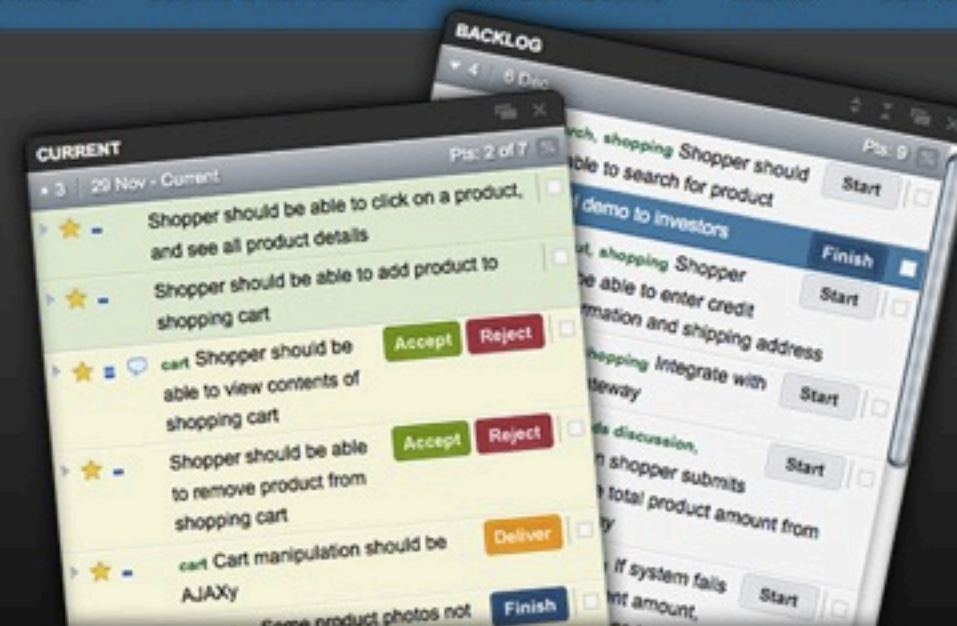 CURRENT
3 29 Nov - Current Pts: 2 of 7
Shopper should be able to click on a product,
and see all product details
Shopper should be able to add product to
shopping cart
cart Shopper should be
able to view contents of
shopping cart
Accept Reject
Shopper should be able
to remove product from
shopping cart
Accept Reject
cart Cart manipulation should be
AJAXy
Deliver
Some product photos not
Finish
BACKLOG
4 6 Dec
Pts: 9
shopping Shopper should
able to search for product
Start
demo to investors
Finish
shopping Shopper
be able to enter credit
and shipping address
Start
Integrate with
Start
discussion,
shopper submits
total product amount from
Start
If system fails
amount,
Start